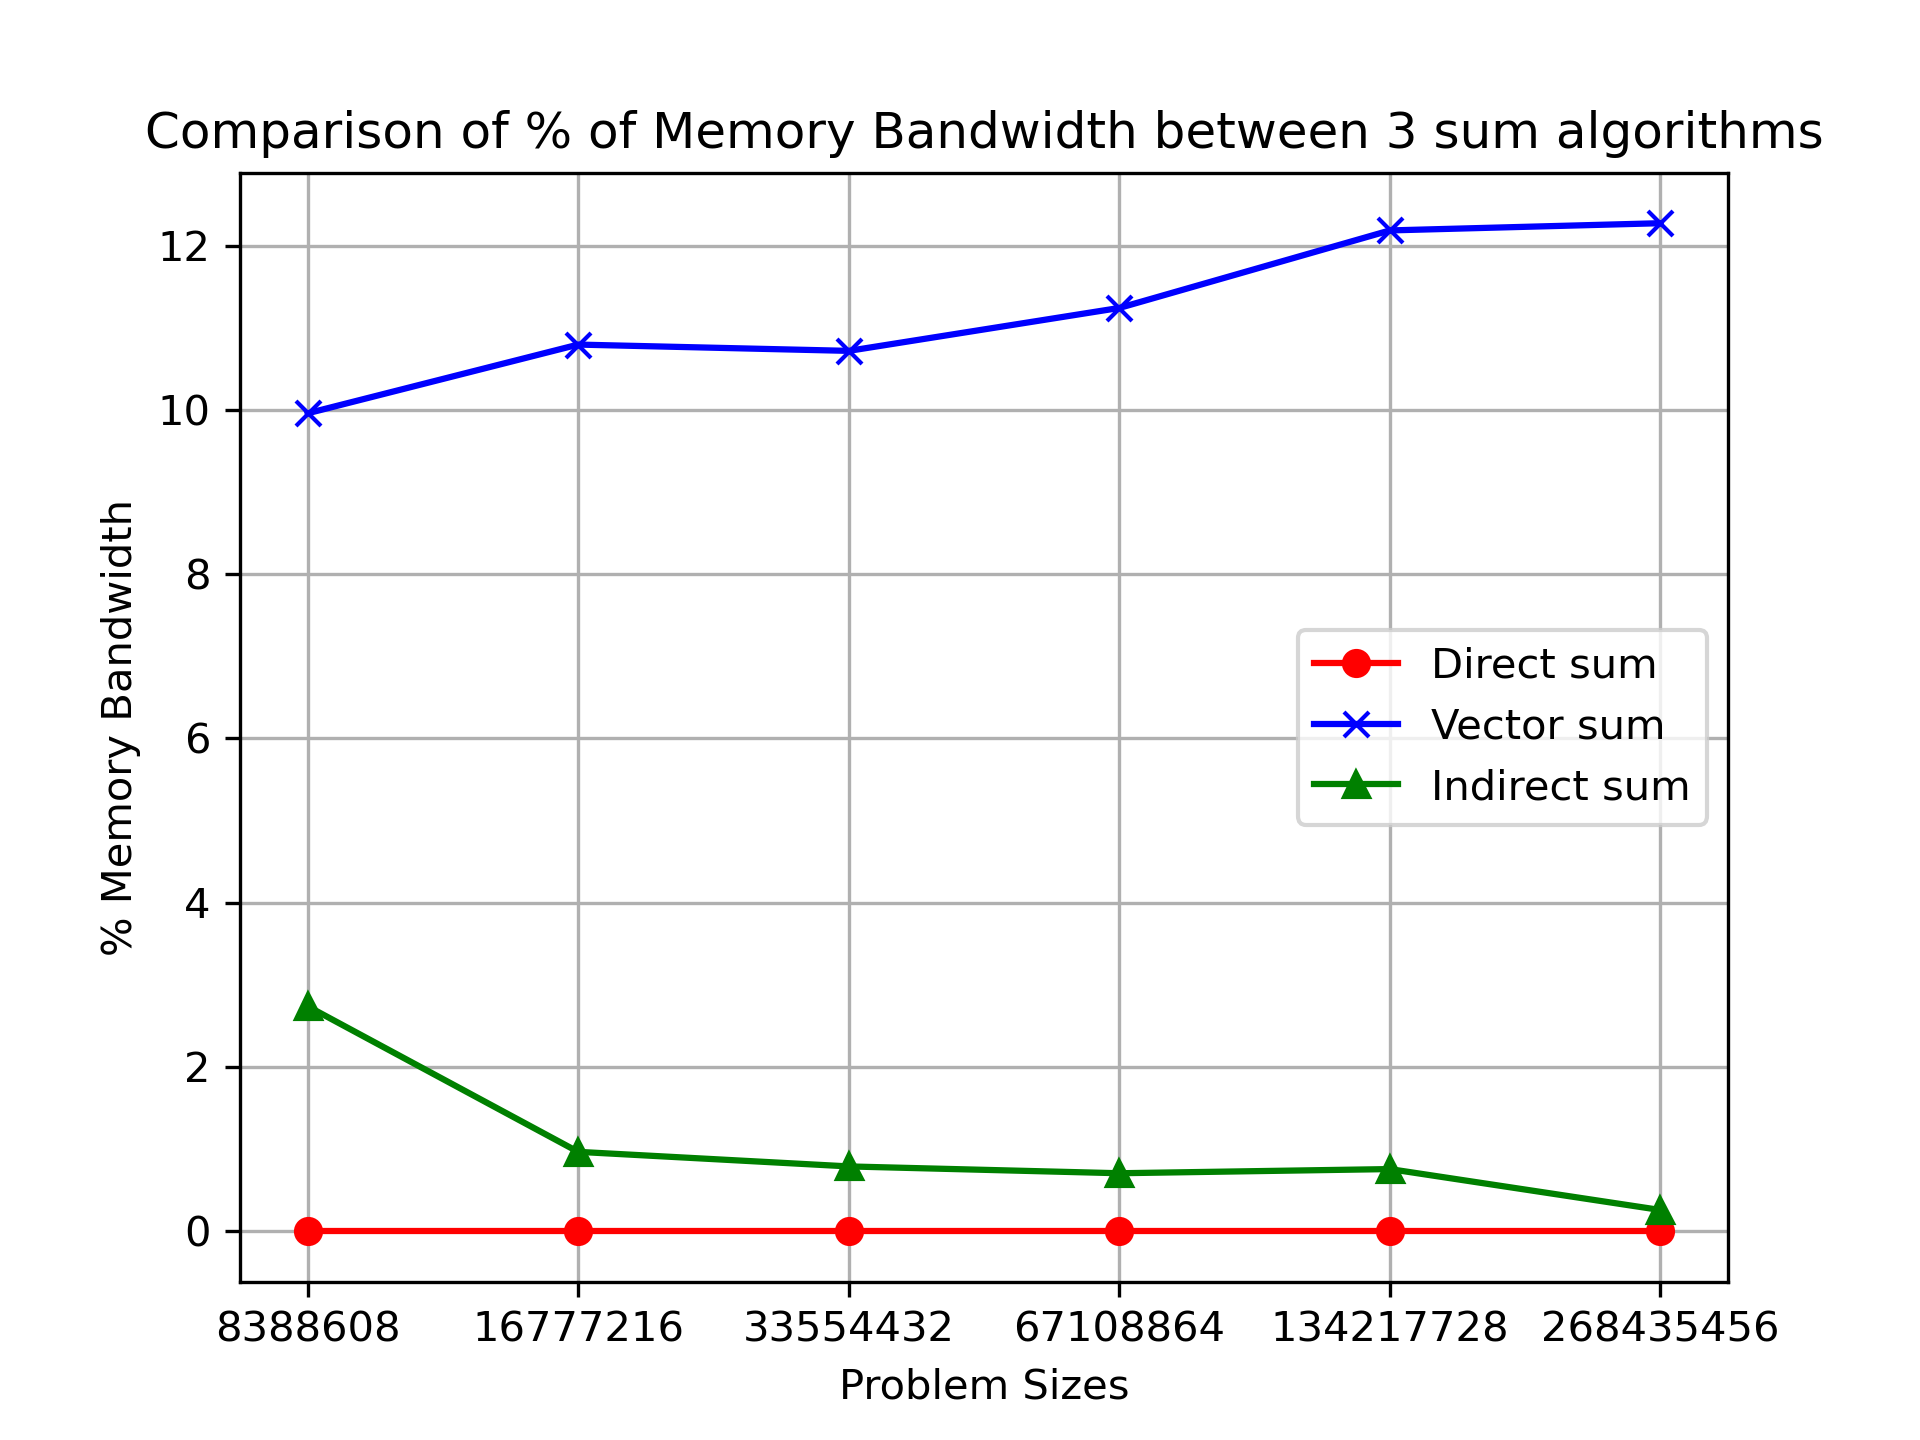 Comparison of % of Memory Bandwidth between 3 sum algorithms
% Memory Bandwidth
12
10
8
6
4
2
0
Direct sum
Vector sum
Indirect sum
8388608 16777216 33554432 67108864 134217728 268435456
Problem Sizes